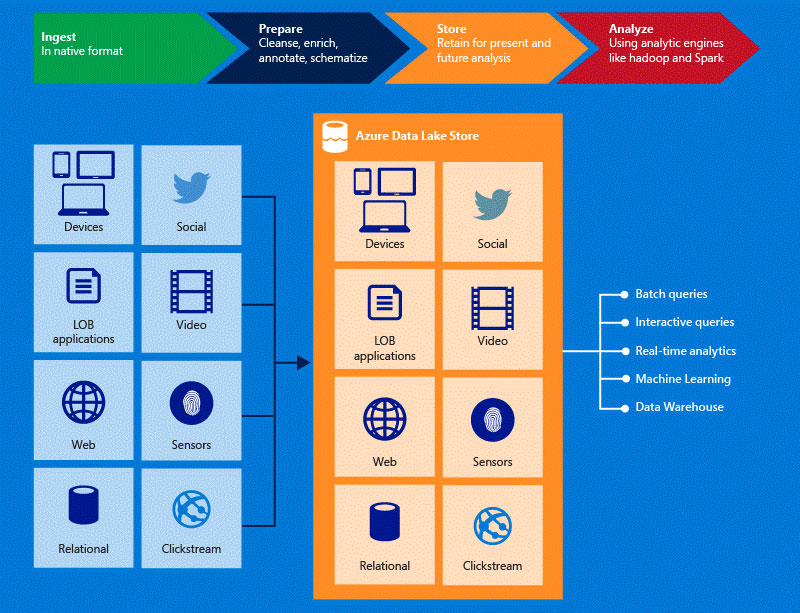 Ingest
In native format
Prepare
Cleanse, enrich,
annotate, schematize
Store
Retain for present and
future analysis
Analyze
Using analytic engines
like hadoop and Spark
Devices
Social
LOB
applications
Video
Web
Sensors
Relational
Clickstream
Azure Data Lake Store
Devices
Social
LOB
applications
Video
Web
Sensors
Relational
Clickstream
Batch queries
Interactive queries
Real-time analytics
Machine Learning
Data Warehouse